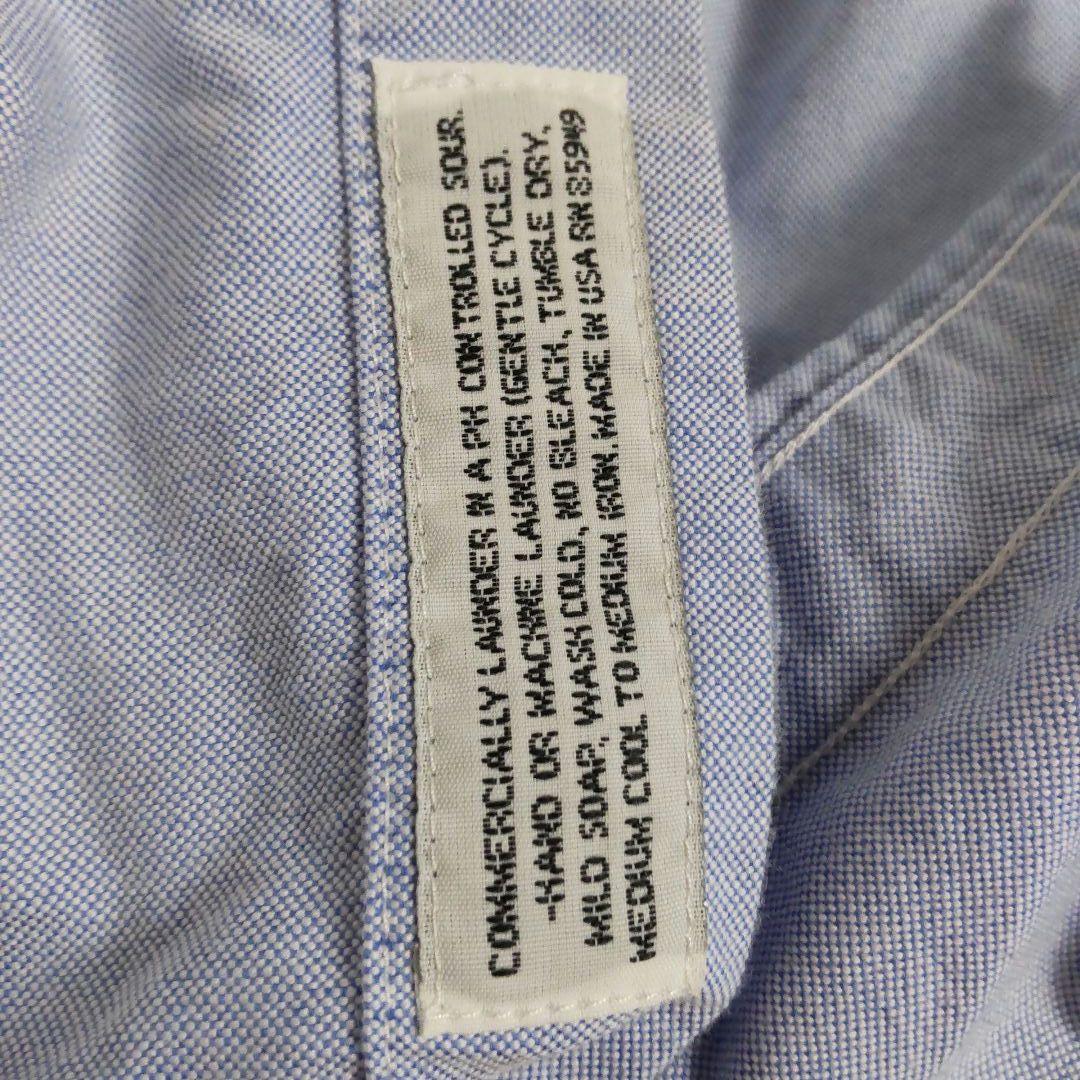 COMMERCIALLY LAUNDER IN A PH CONTROLLED SOUR.
-HAND OR MACHINE LAUNDER (GENTLE CYCLE).
MILD SOAP, WASH COLD, NO BLEACH, TUMBLE DRY,
MEDIUM COOL TO MEDIUM IRON. MADE IN USA RN 85949